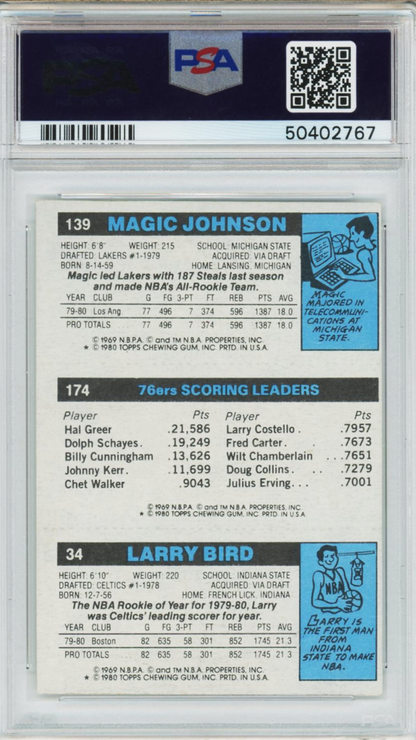 PSA
50402767
139 MAGIC JOHNSON
HEIGHT: 6'8" WEIGHT: 215 SCHOOL: MICHIGAN STATE
DRAFTED: LAKERS #1-1979 ACQUIRED: VIA DRAFT
BORN: 8-14-59 HOME: LANSING, MICHIGAN
Magic led Lakers with 187 Steals last season
and made NBA's All-Rookie Team.
YEAR CLUB G FG 3-PT FT REB PTS AVG
79-80 Los Ang. 77 496 7 374 596 1387 18.0
PRO TOTALS 77 496 7 374 596 1387 18.0
© 1969 N.B.P.A. © and TM N.B.A. PROPERTIES, INC.
* © 1980 TOPPS CHEWING GUM, INC. PRTD. IN U.S.A.
MAGIC
MAJORED IN
TELECOMMUNI-
CATIONS AT
MICHIGAN
STATE.
174 76ers SCORING LEADERS
Player Pts Player Pts
Hal Greer .21,586 Larry Costello . .7957
Dolph Schayes . .19,249 Fred Carter. .7673
Billy Cunningham .13,626 Wilt Chamberlain ...7651
Johnny Kerr. .11,699 Doug Collins. .7279
Chet Walker .9043 Julius Erving... .7001
© 1969 N.B.P.A. © and TM N.B.A. PROPERTIES, INC.
* © 1980 TOPPS CHEWING GUM, INC. PRTD. IN U.S.A.
34 LARRY BIRD
HEIGHT: 6'10" WEIGHT: 220 SCHOOL: INDIANA STATE
DRAFTED: CELTICS #1-1978 ACQUIRED: VIA DRAFT
BORN: 12-7-56 HOME: FRENCH LICK, INDIANA
The NBA Rookie of Year for 1979-80, Larry
was Celtics' leading scorer for year.
YEAR CLUB G FG 3-PT FT REB PTS AVG
79-80 Boston 82 635 58 301 852 1745 21.3
PRO TOTALS 82 635 58 301 852 1745 21.3
© 1969 N.B.P.A. © and TM N.B.A. PROPERTIES, INC.
* © 1980 TOPPS CHEWING GUM, INC. PRTD. IN U.S.A.
NBA
LARRY IS
THE FIRST MAN
FROM
INDIANA
STATE TO MAKE
NBA.